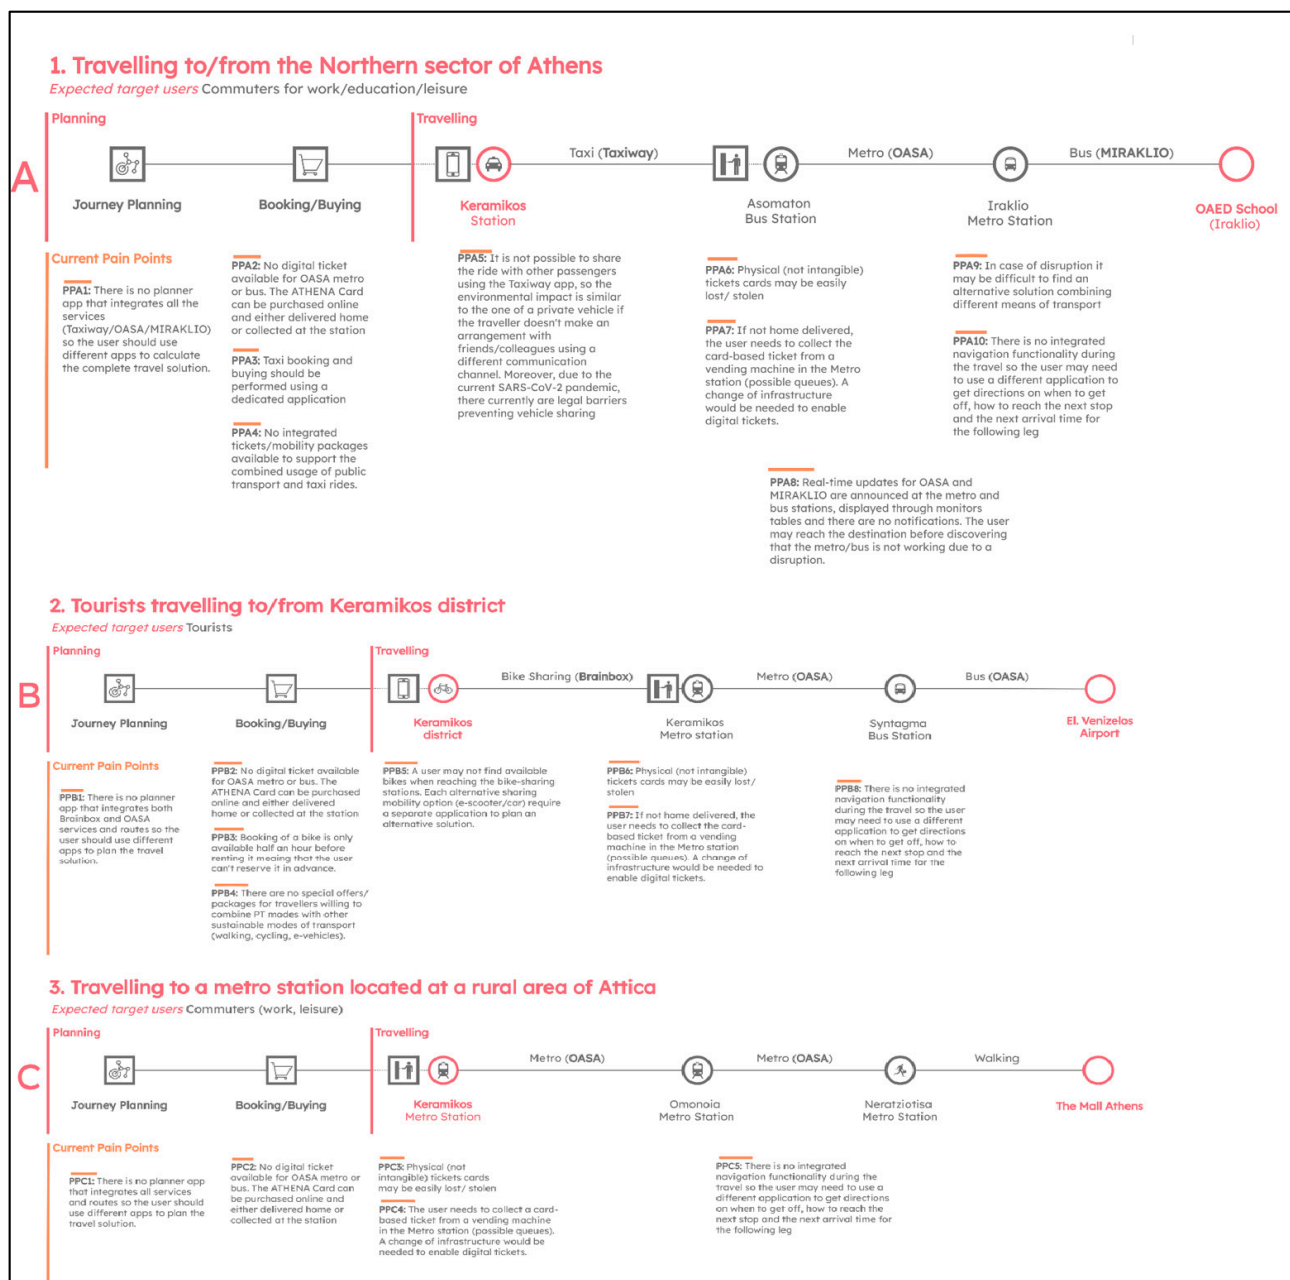 1. Travelling to/from the Northern sector of Athens
Expected target users Commuters for work/education/leisure
Planning
Travelling
A
Taxi (Taxiway)
Metro (OASA)
Bus (MIRAKLIO)
Journey Planning
Booking/Buying
Keramikos
Station
Asomaton
Bus Station
Iraklio
Metro Station
OAED School
(Iraklio)
Current Pain Points
PPA1: There is no planner
app that integrates all the
services
(Taxiway/OASA/MIRAKLIO)
so the user should use
different apps to calculate
the complete travel solution.
PPA2: No digital ticket
available for OASA metro
or bus. The ATHENA Card
can be purchased online
and either delivered home
or collected at the station
PPA3: Taxi booking and
buying should be
performed using a
dedicated application
PPA4: No integrated
tickets/mobility packages
available to support the
combined usage of public
transport and taxi rides.
PPA5: It is not possible to share
the ride with other passengers
using the Taxiway app, so the
environmental impact is similar
to the one of a private vehicle if
the traveller doesn't make an
arrangement with
friends/colleagues using a
different communication
channel. Moreover, due to the
current SARS-CoV-2 pandemic,
there currently are legal barriers
preventing vehicle sharing
PPA6: Physical (not intangible)
tickets cards may be easily
lost/ stolen
PPA7: If not home delivered,
the user needs to collect the
card-based ticket from a
vending machine in the Metro
station (possible queues). A
change of infrastructure
would be needed to enable
digital tickets.
PPA8: Real-time updates for OASA and
MIRAKLIO are announced at the metro and
bus stations, displayed through monitors
tables and there are no notifications. The user
may reach the destination before discovering
that the metro/bus is not working due to a
disruption.
PPA9: In case of disruption it
may be difficult to find an
alternative solution combining
different means of transport
PPA10: There is no integrated
navigation functionality during
the travel so the user may need
to use a different application to
get directions on when to get
off, how to reach the next stop
and the next arrival time for
the following leg
2. Tourists travelling to/from Keramikos district
Expected target users Tourists
Planning
Travelling
B
Bike Sharing (Brainbox)
Metro (OASA)
Bus (OASA)
Journey Planning
Booking/Buying
Keramikos
district
Keramikos
Metro station
Syntagma
Bus Station
El. Venizelos
Airport
Current Pain Points
PPB1: There is no planner
app that integrates both
Brainbox and OASA
services and routes so the
user should use different
apps to plan the travel
solution.
PPB2: No digital ticket available
for OASA metro or bus. The
ATHENA Card can be purchased
online and either delivered
home or collected at the station
PPB3: Booking of a bike is only
available half an hour before
renting it meaning that the user
can't reserve it in advance.
PPB4: There are no special offers/
packages for travellers willing to
combine PT modes with other
sustainable modes of transport
(walking, cycling, e-vehicles).
PPB5: A user may not find available
bikes when reaching the bike-sharing
stations. Each alternative sharing
mobility option (e-scooter/car) require
a separate application to plan an
alternative solution.
PPB6: Physical (not intangible)
tickets cards may be easily lost/
stolen
PPB7: If not home delivered, the
user needs to collect the card-
based ticket from a vending
machine in the Metro station
(possible queues). A change of
infrastructure would be needed to
enable digital tickets.
PPB8: There is no integrated
navigation functionality
during the travel so the user
may need to use a different
application to get directions
on when to get off, how to
reach the next stop and the
next arrival time for the
following leg
3. Travelling to a metro station located at a rural area of Attica
Expected target users Commuters (work, leisure)
Planning
Travelling
C
Metro (OASA)
Metro (OASA)
Walking
Journey Planning
Booking/Buying
Keramikos
Metro Station
Omonoia
Metro Station
Neratziotisa
Metro Station
The Mall Athens
Current Pain Points
PPC1: There is no planner app
that integrates all services
and routes so the user should
use different apps to plan the
travel solution.
PPC2: No digital ticket
available for OASA metro or
bus. The ATHENA Card can
be purchased online and
either delivered home or
collected at the station
PPC3: Physical (not
intangible) tickets cards
may be easily lost/ stolen
PPC4: The user needs to collect a card-
based ticket from a vending machine
in the Metro station (possible queues).
A change of infrastructure would be
needed to enable digital tickets.
PPC5: There is no integrated
navigation functionality during the
travel so the user may need to use a
different application to get directions
on when to get off, how to reach the
next stop and the next arrival time for
the following leg